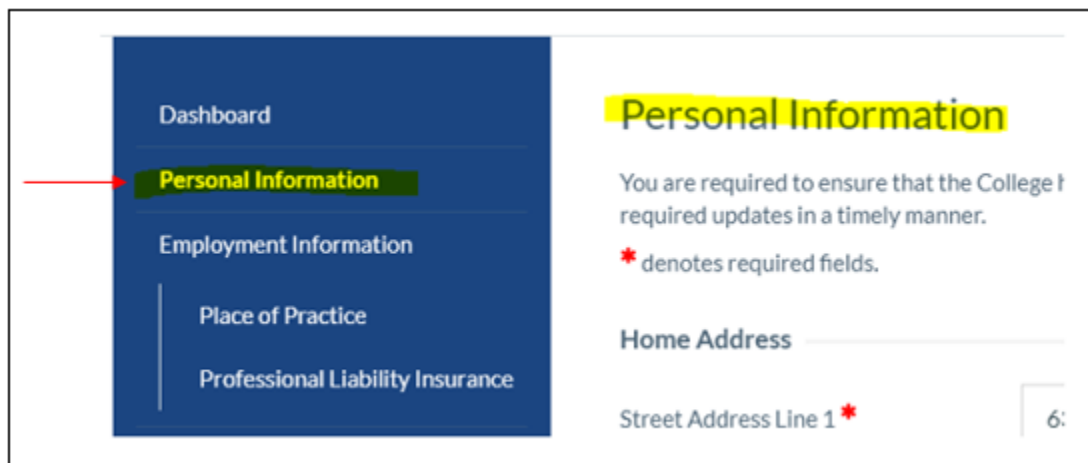 Dashboard
Personal Information
Employment Information
Place of Practice
Professional Liability Insurance
Personal Information
You are required to ensure that the College
required updates in a timely manner.
* denotes required fields.
Home Address
Street Address Line 1 *